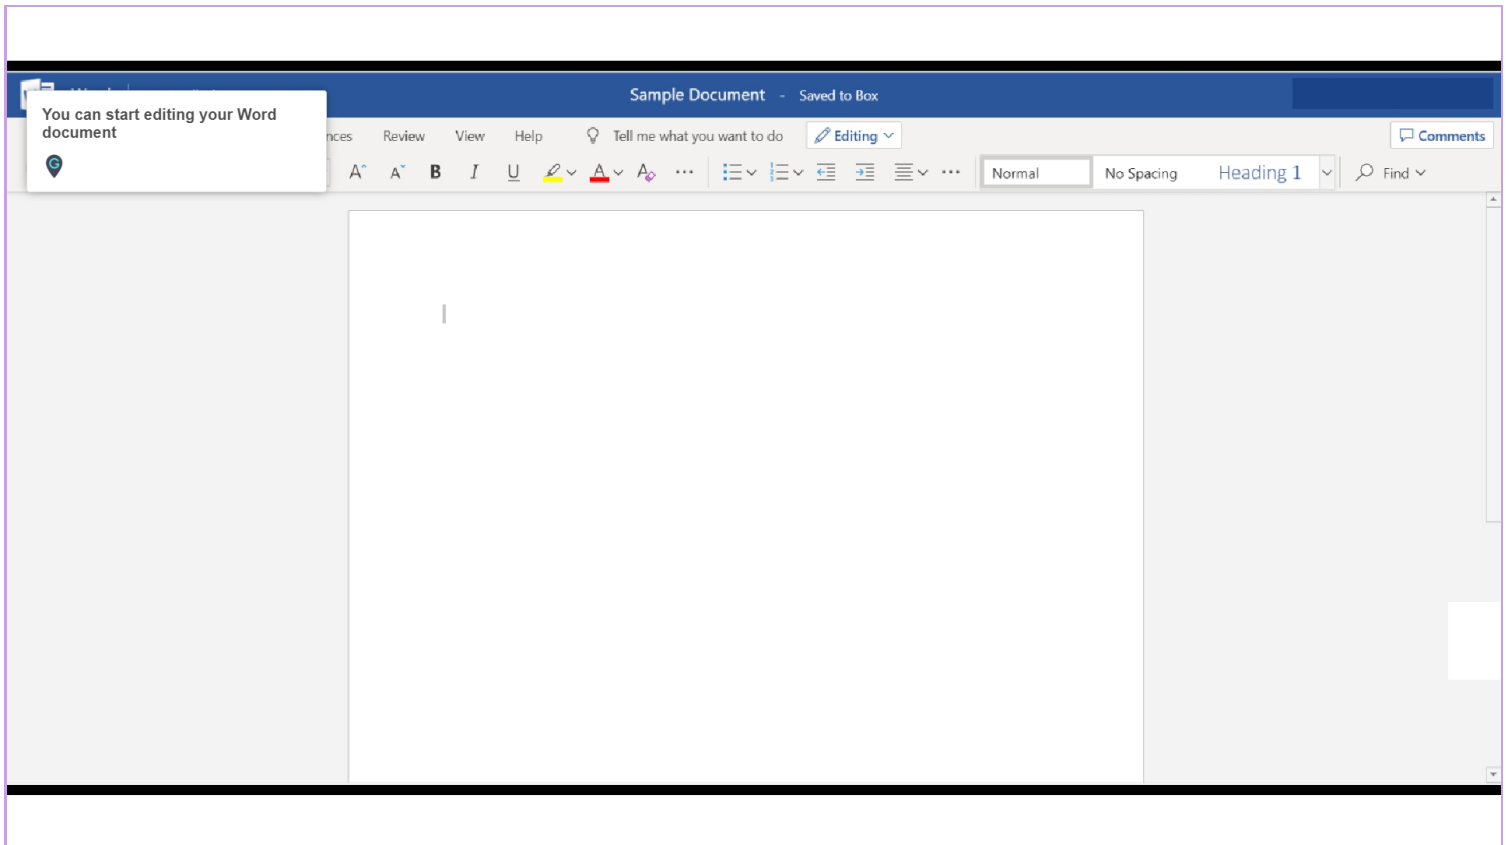 Sample Document - Saved to Box
You can start editing your Word
document
nces Review View Help Tell me what you want to do Editing Comments
B I U A Normal No Spacing Heading 1 Find